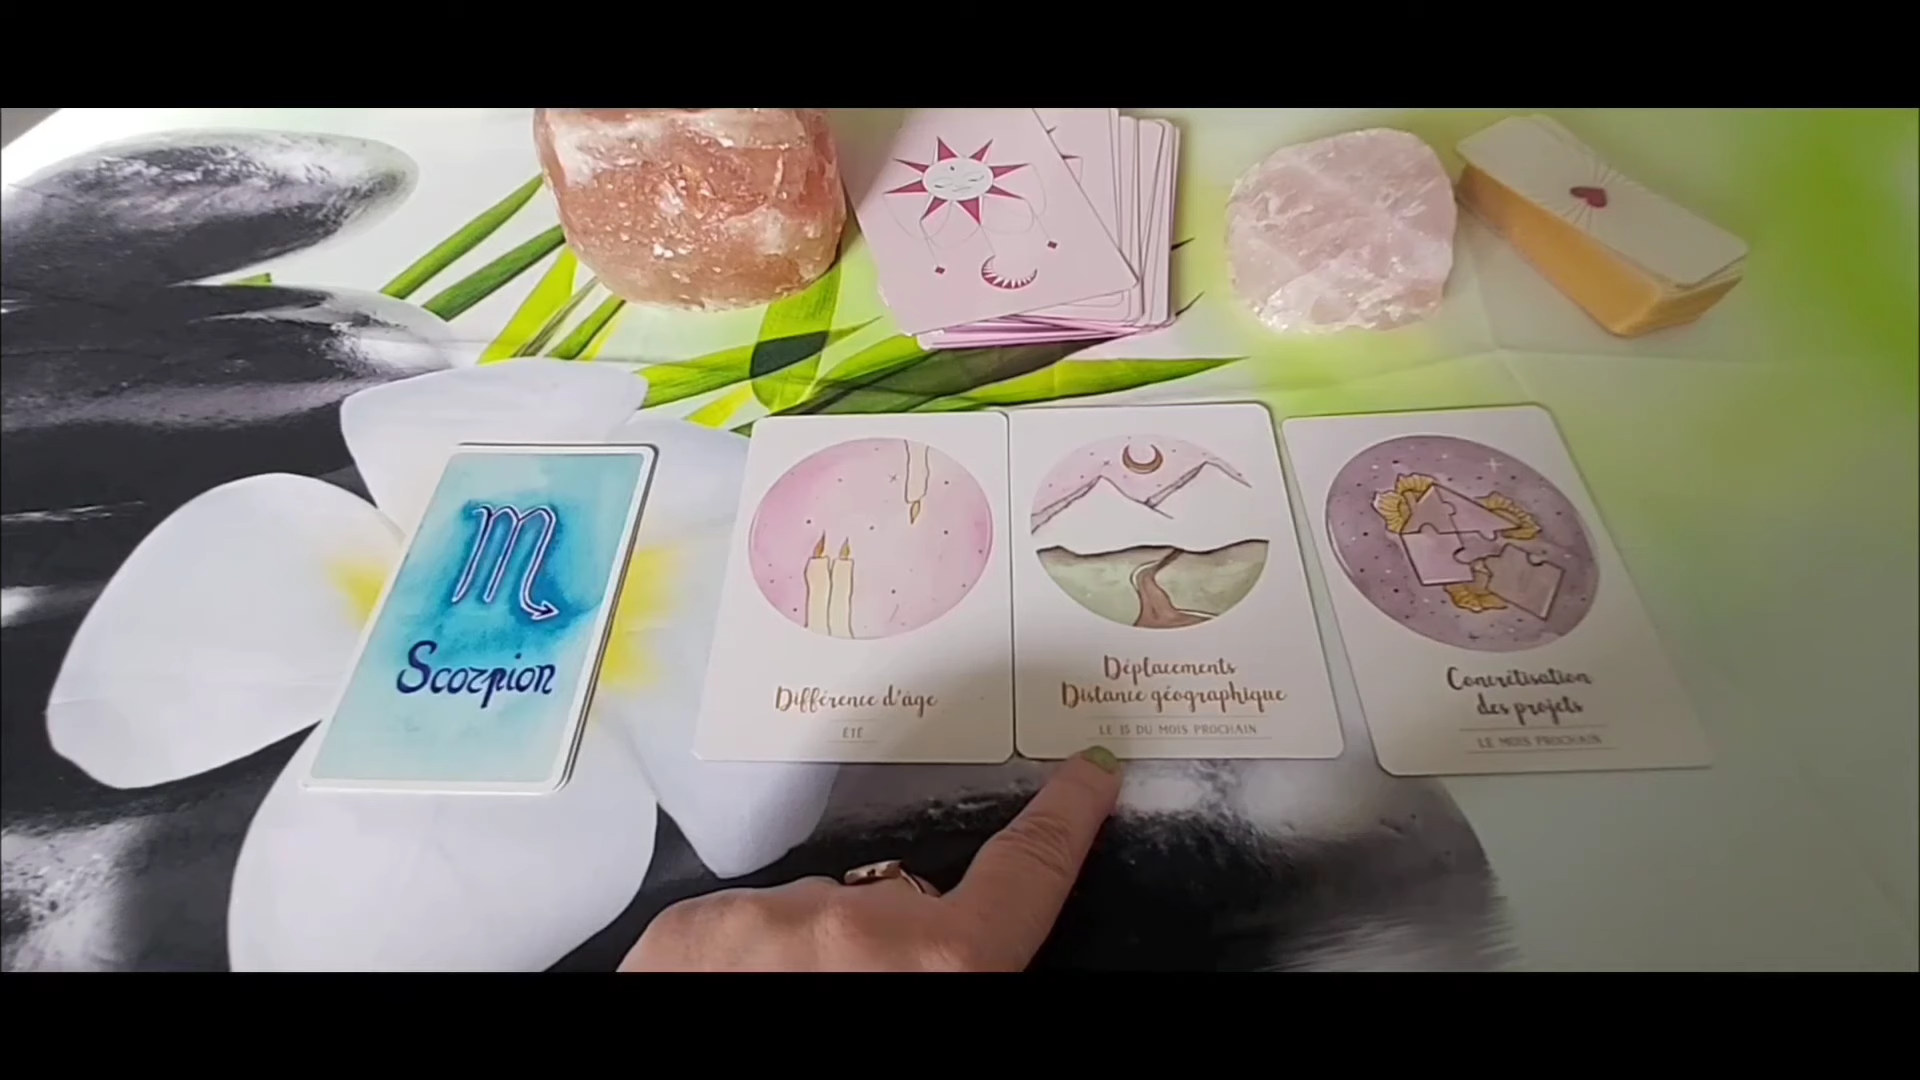 Scorpion
Différence d'âge
ÉTÉ
Déplacements
Distance géographique
LE 15 DU MOIS PROCHAIN
Concrétisation
des projets
LE MOIS PROCHAIN